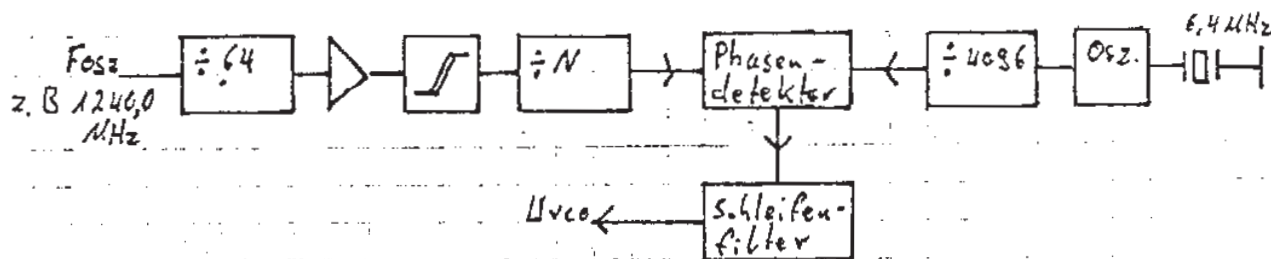 Fosz
z. B 1240,0
MHz
÷ 64
÷ N
Phasen-
detektor
÷ 4096
Osz.
6,4 MHz
Uvco
Schleifen-
filter